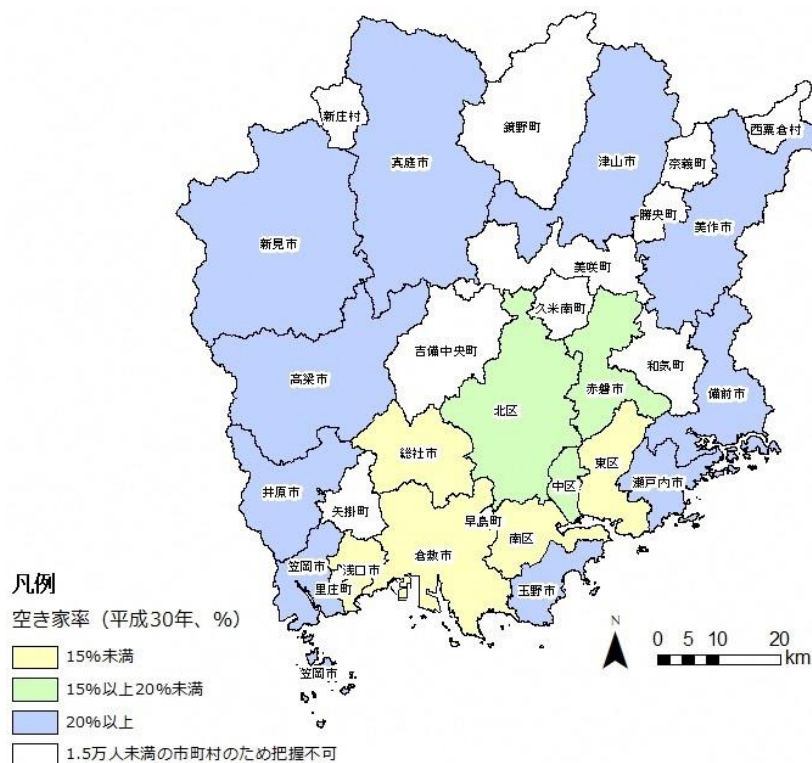 新庄村
真庭市
鏡野町
津山市
西粟倉村
奈義町
勝央町
美作市
新見市
美咲町
久米南町
吉備中央町
和気町
高梁市
赤磐市
備前市
北区
総社市
東区
瀬戸内市
中区
井原市
矢掛町
早島町
南区
倉敷市
笠岡市
浅口市
里庄町
玉野市
笠岡市
凡例
空き家率（平成30年、%）
15%未満
15%以上20%未満
20%以上
1.5万人未満の市町村のため把握不可
N
0 5 10 20
km